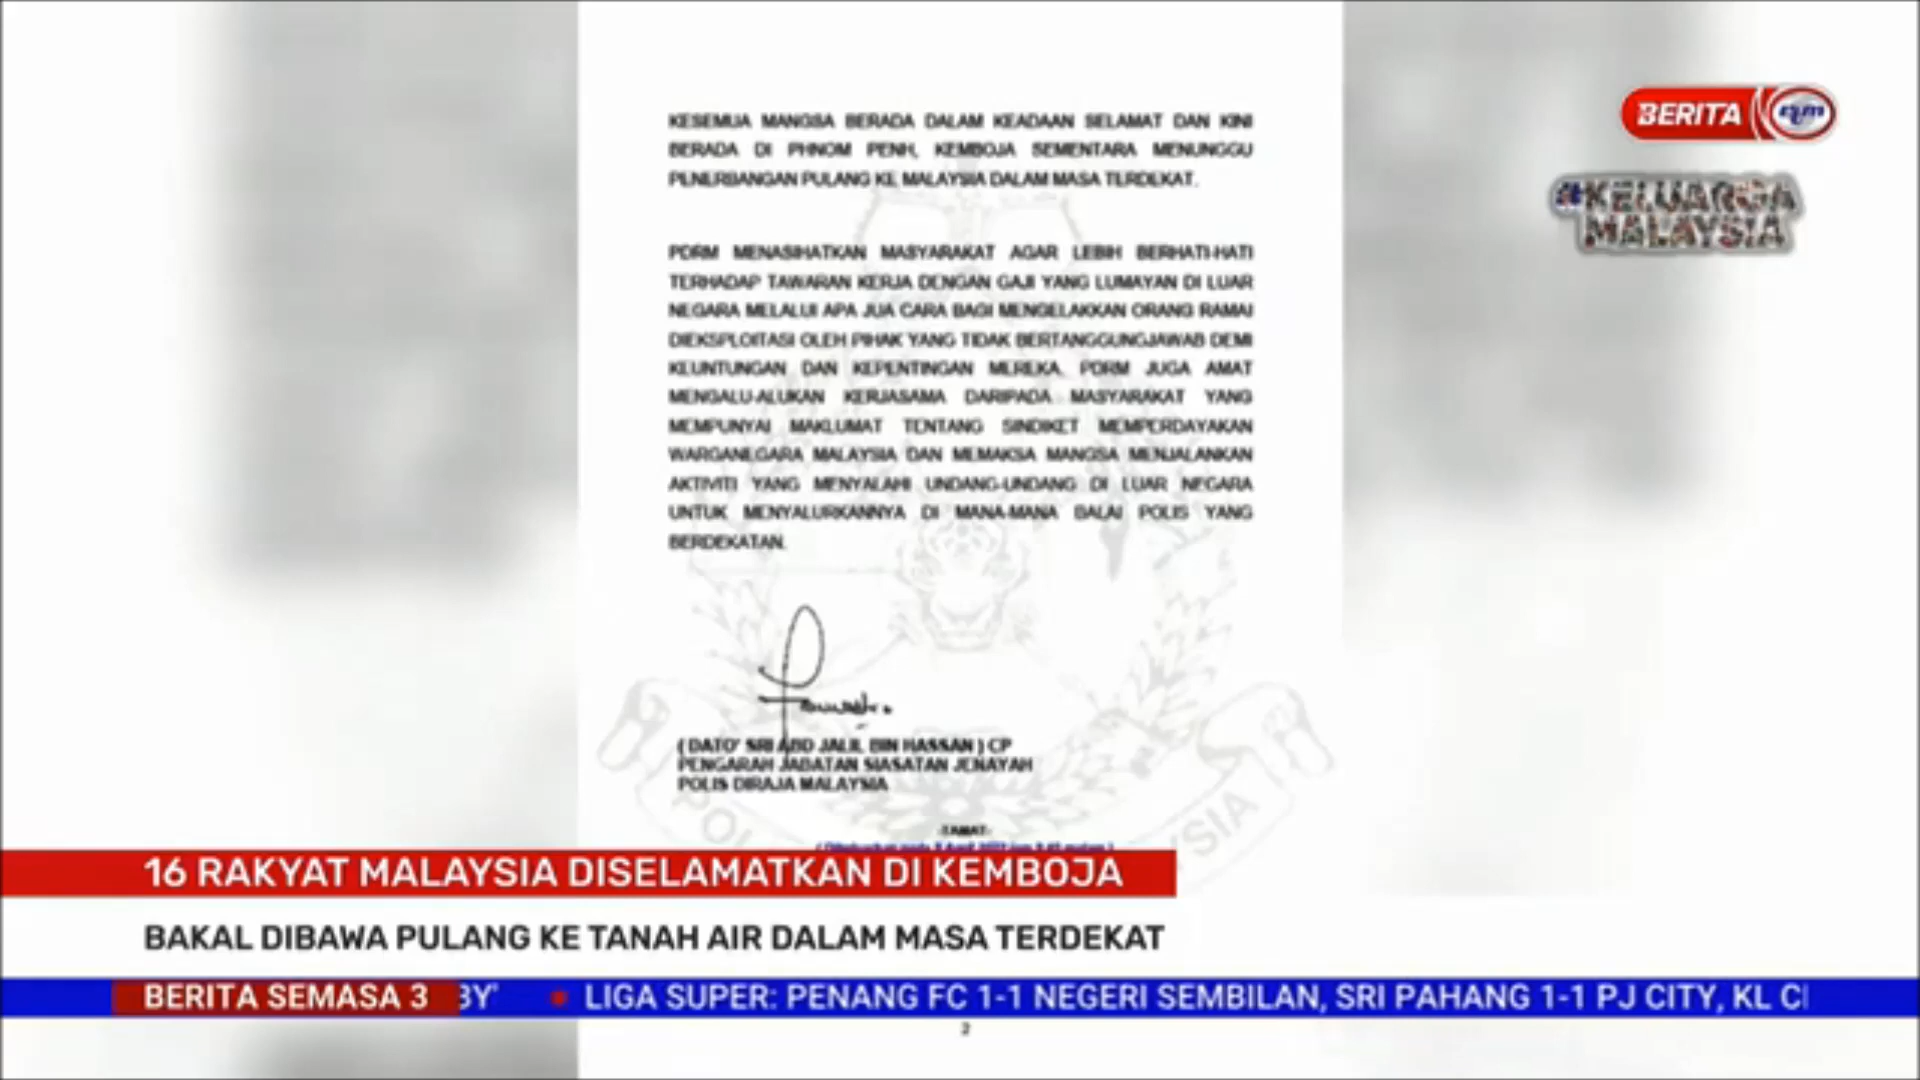 KESEMUA MANGSA BERADA DALAM KEADAAN SELAMAT DAN KINI
BERADA DI PHNOM PENH, KEMBOJA SEMENTARA MENUNGGU
PENERBANGAN PULANG KE MALAYSIA DALAM MASA TERDEKAT.
BERITA rtm
#KELUARGA
MALAYSIA
PDRM MENASIHATKAN MASYARAKAT AGAR LEBIH BERHATI-HATI
TERHADAP TAWARAN KERJA DENGAN GAJI YANG LUMAYAN DI LUAR
NEGARA MELALUI APA JUA CARA BAGI MENGELAKKAN ORANG RAMAI
DIEKSPLOITASI OLEH PIHAK YANG TIDAK BERTANGGUNGJAWAB DEMI
KEUNTUNGAN DAN KEPENTINGAN MEREKA. PDRM JUGA AMAT
MENGALU-ALUKAN KERJASAMA DARIPADA MASYARAKAT YANG
MEMPUNYAI MAKLUMAT TENTANG SINDIKET MEMPERDAYAKAN
WARGANEGARA MALAYSIA DAN MEMAKSA MANGSA MENJALANKAN
AKTIVITI YANG MENYALAHI UNDANG-UNDANG DI LUAR NEGARA
UNTUK MENYALURKANNYA DI MANA-MANA BALAI POLIS YANG
BERDEKATAN.
( DATO' SRI ABD JALIL BIN HASSAN ) CP
PENGARAH JABATAN SIASATAN JENAYAH
POLIS DIRAJA MALAYSIA
-TAMAT-
16 RAKYAT MALAYSIA DISELAMATKAN DI KEMBOJA
BAKAL DIBAWA PULANG KE TANAH AIR DALAM MASA TERDEKAT
BERITA SEMASA 3 BY' • LIGA SUPER: PENANG FC 1-1 NEGERI SEMBILAN, SRI PAHANG 1-1 PJ CITY, KL
2